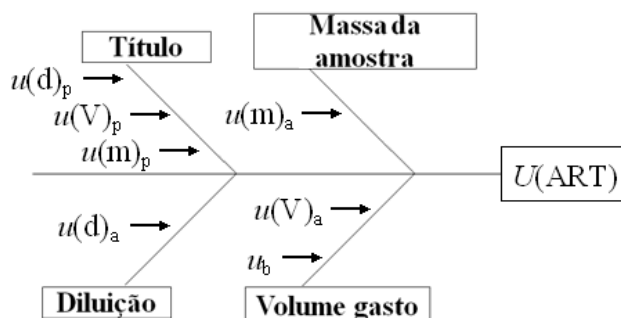 Título
Massa da
amostra
u(d)p
u(V)p
u(m)p
u(m)a
U(ART)
u(d)a
u(V)a
ub
Diluição
Volume gasto